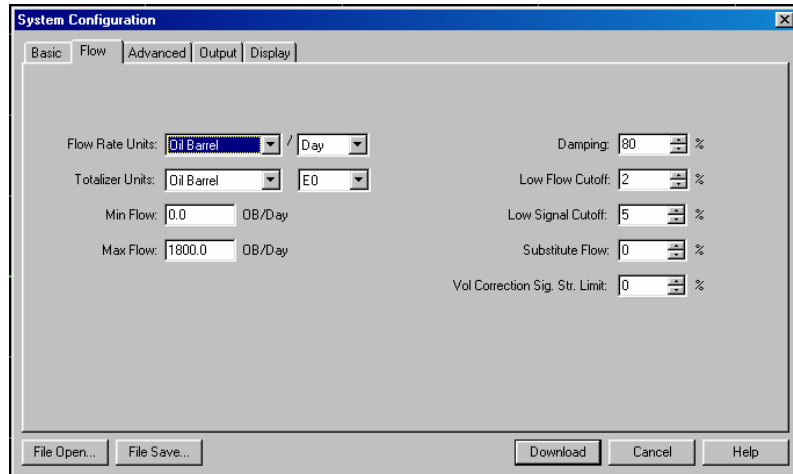 System Configuration
Basic Flow Advanced Output Display
Flow Rate Units: Oil Barrel / Day
Totalizer Units: Oil Barrel E0
Min Flow: 0.0 OB/Day
Max Flow: 1800.0 OB/Day
Damping: 80 %
Low Flow Cutoff: 2 %
Low Signal Cutoff: 5 %
Substitute Flow: 0 %
Vol Correction Sig. Str. Limit: 0 %
File Open... File Save... Download Cancel Help